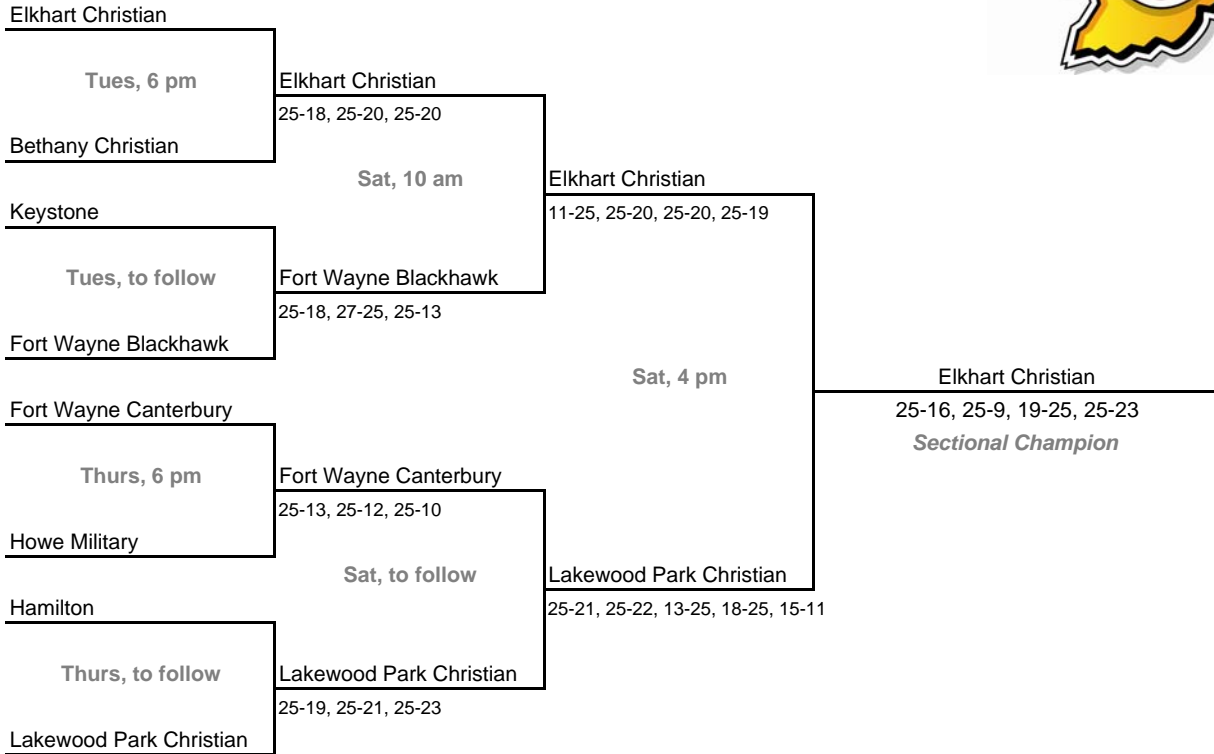 Elkhart Christian
Tues, 6 pm
Elkhart Christian
25-18, 25-20, 25-20
Bethany Christian
Sat, 10 am
Elkhart Christian
11-25, 25-20, 25-20, 25-19
Keystone
Tues, to follow
Fort Wayne Blackhawk
25-18, 27-25, 25-13
Fort Wayne Blackhawk
Sat, 4 pm
Elkhart Christian
25-16, 25-9, 19-25, 25-23
Sectional Champion
Fort Wayne Canterbury
Thurs, 6 pm
Fort Wayne Canterbury
25-13, 25-12, 25-10
Howe Military
Sat, to follow
Lakewood Park Christian
25-21, 25-22, 13-25, 18-25, 15-11
Hamilton
Thurs, to follow
Lakewood Park Christian
25-19, 25-21, 25-23
Lakewood Park Christian